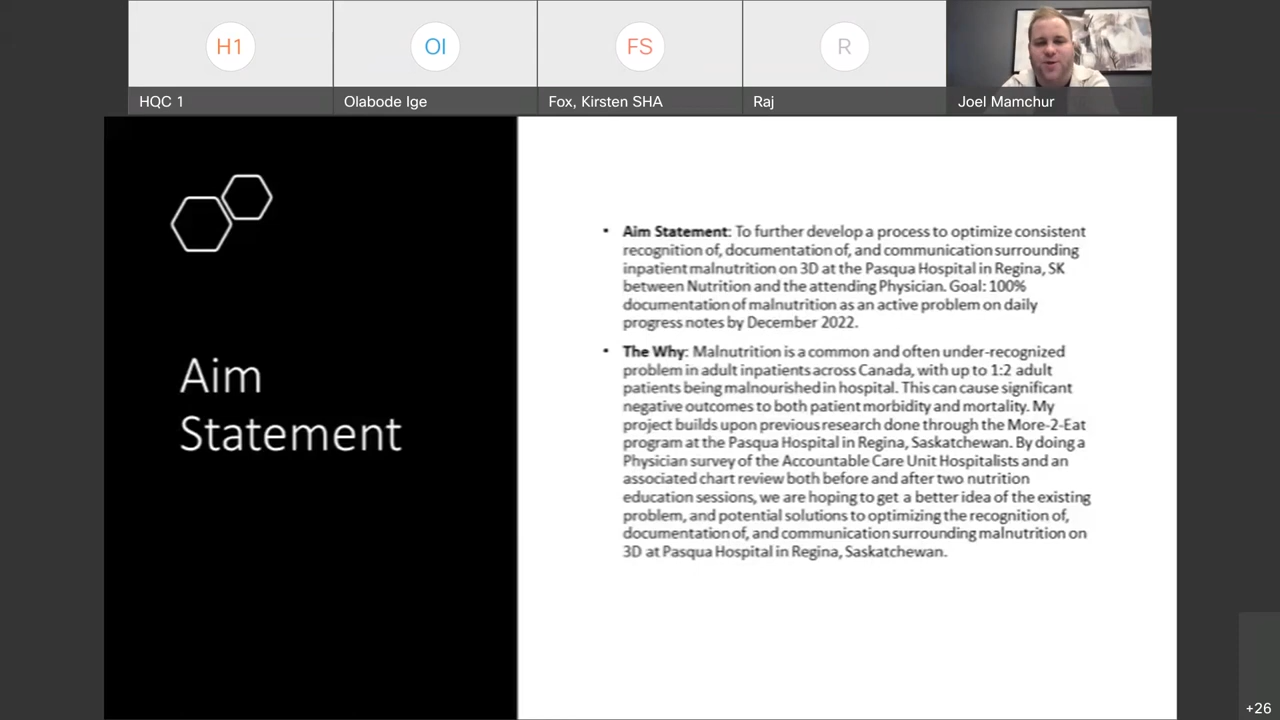 H1
OI
FS
R
HQC 1
Olabode Ige
Fox, Kirsten SHA
Raj
Joel Mamchur
Aim
Statement
• Aim Statement: To further develop a process to optimize consistent
recognition of, documentation of, and communication surrounding
inpatient malnutrition on 3D at the Pasqua Hospital in Regina, SK
between Nutrition and the attending Physician. Goal: 100%
documentation of malnutrition as an active problem on daily
progress notes by December 2022.
• The Why: Malnutrition is a common and often under-recognized
problem in adult inpatients across Canada, with up to 1:2 adult
patients being malnourished in hospital. This can cause significant
negative outcomes to both patient morbidity and mortality. My
project builds upon previous research done through the More-2-Eat
program at the Pasqua Hospital in Regina, Saskatchewan. By doing a
Physician survey of the Accountable Care Unit Hospitalists and an
associated chart review both before and after two nutrition
education sessions, we are hoping to get a better idea of the existing
problem, and potential solutions to optimizing the recognition of,
documentation of, and communication surrounding malnutrition on
3D at Pasqua Hospital in Regina, Saskatchewan.
+26